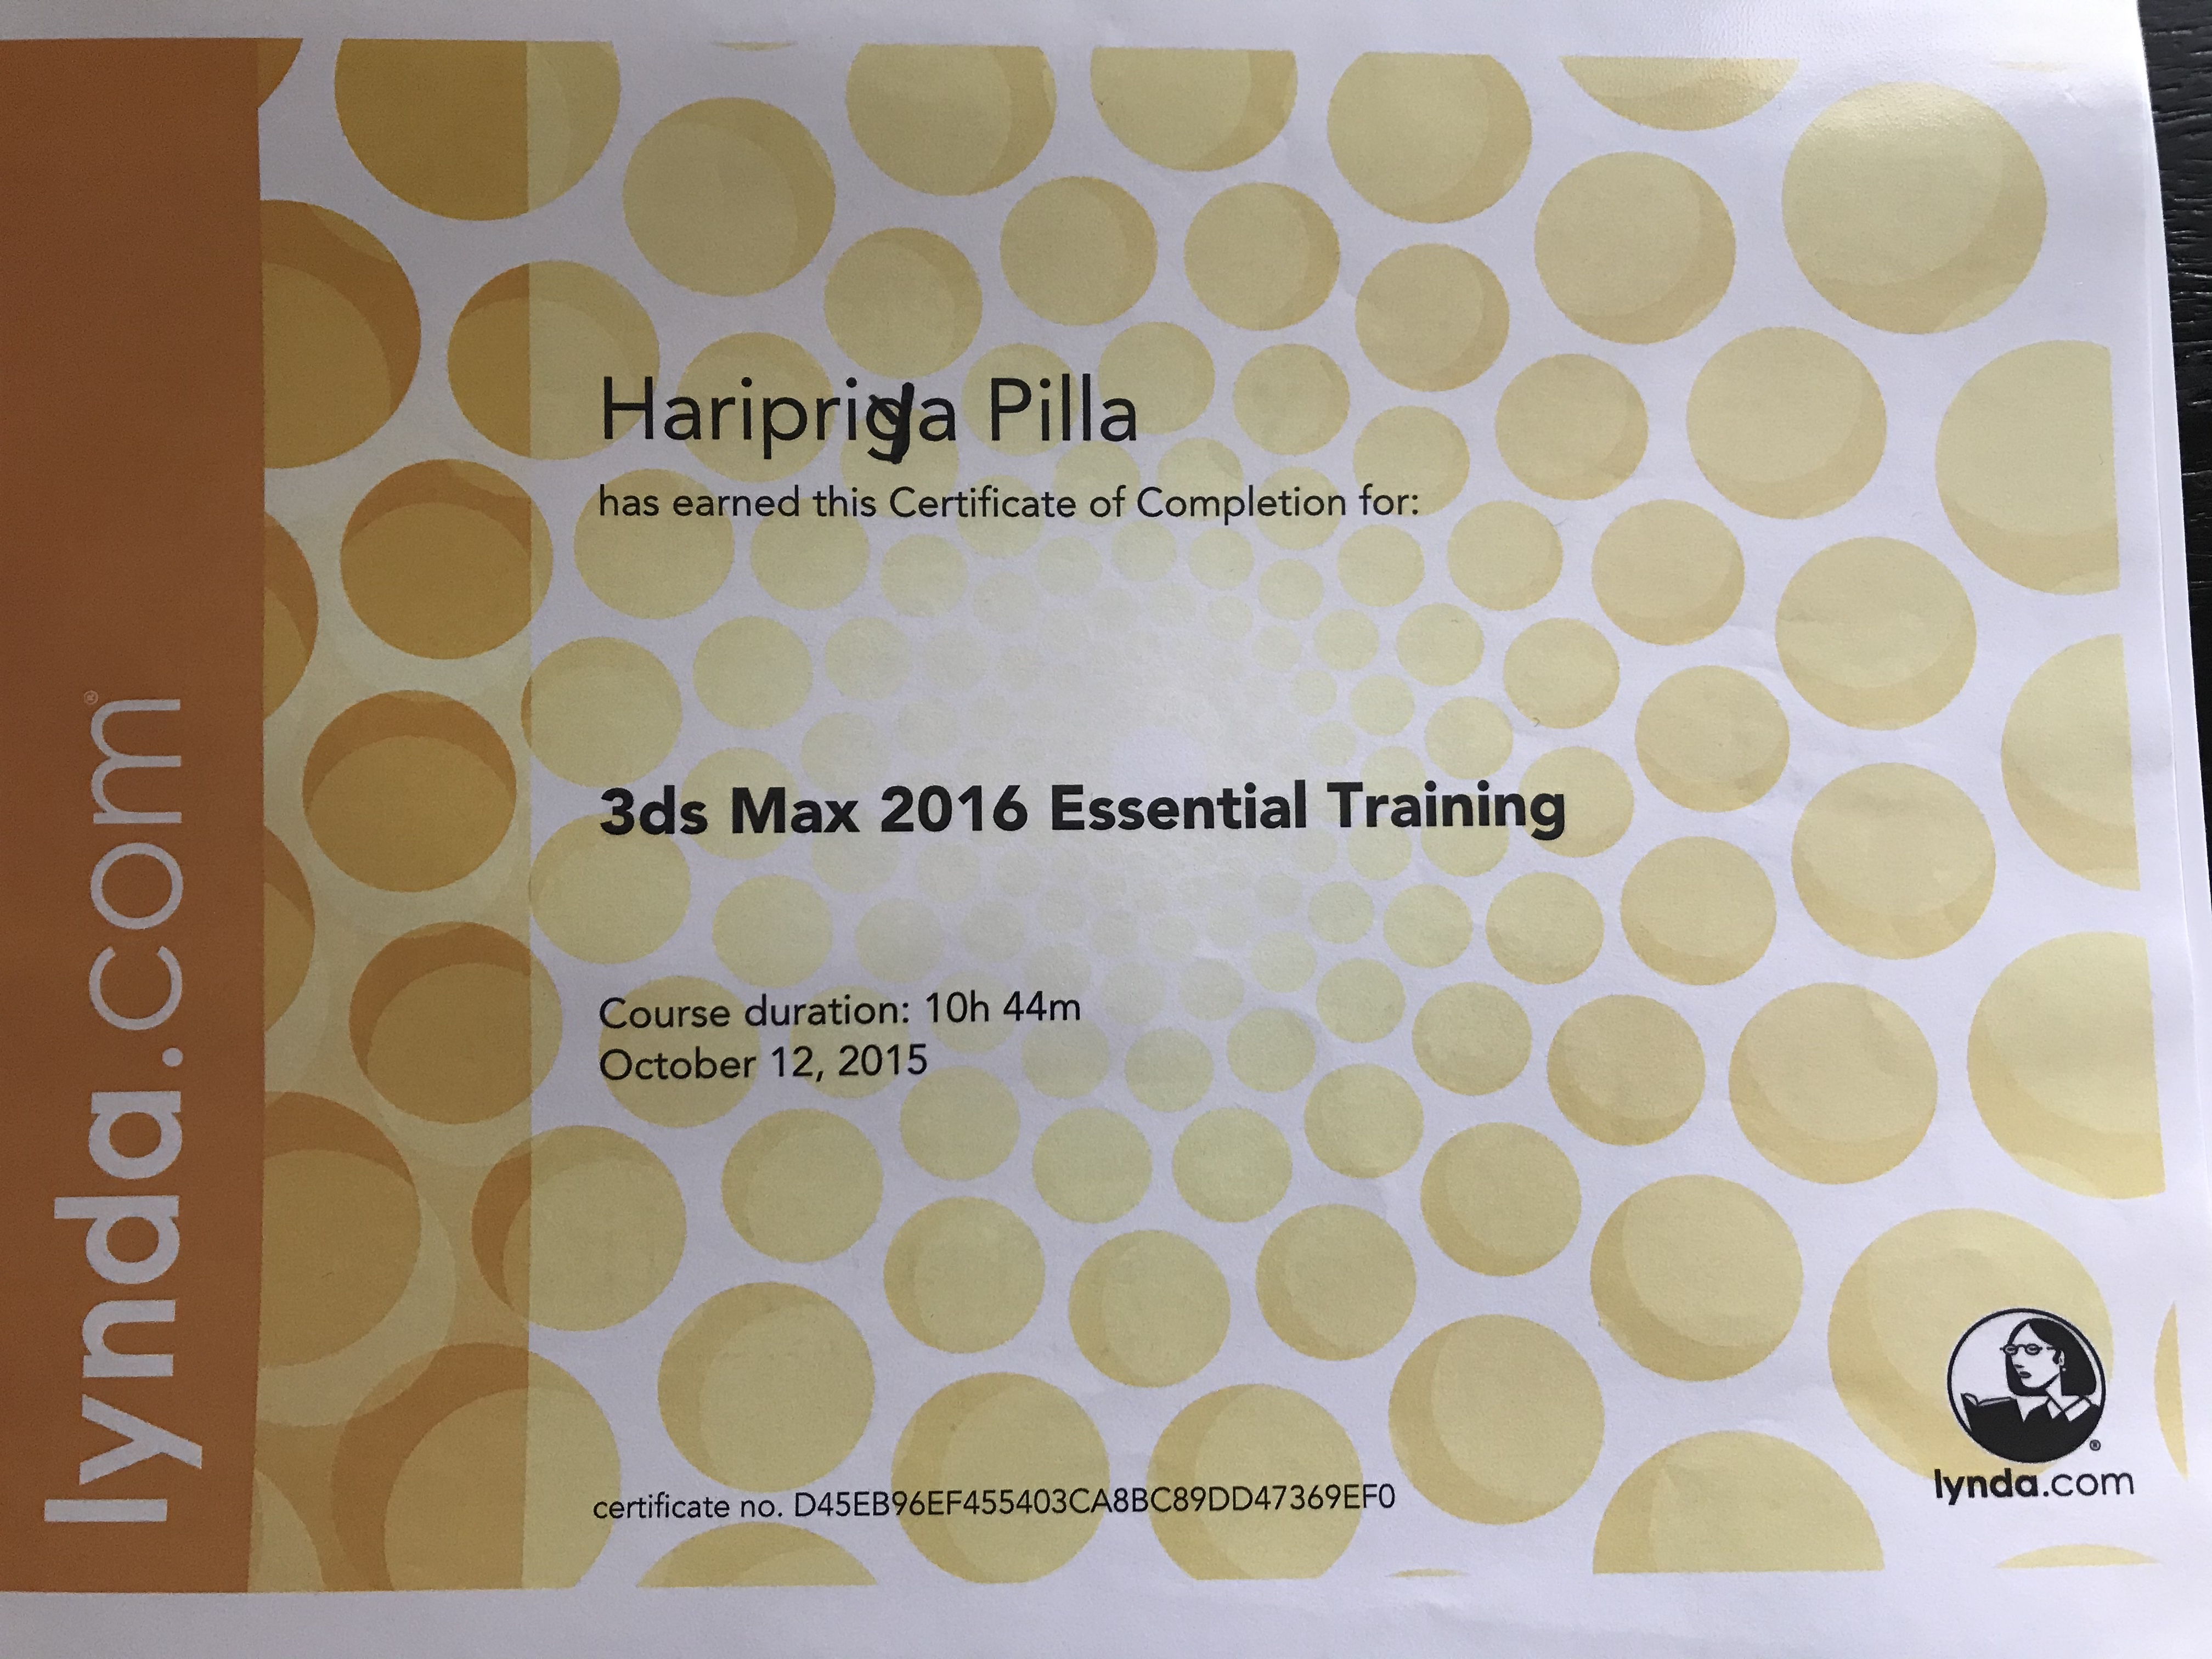 lynda.com®
Haripriya Pilla
has earned this Certificate of Completion for:
3ds Max 2016 Essential Training
Course duration: 10h 44m
October 12, 2015
certificate no. D45EB96EF455403CA8BC89DD47369EF0
®
lynda.com